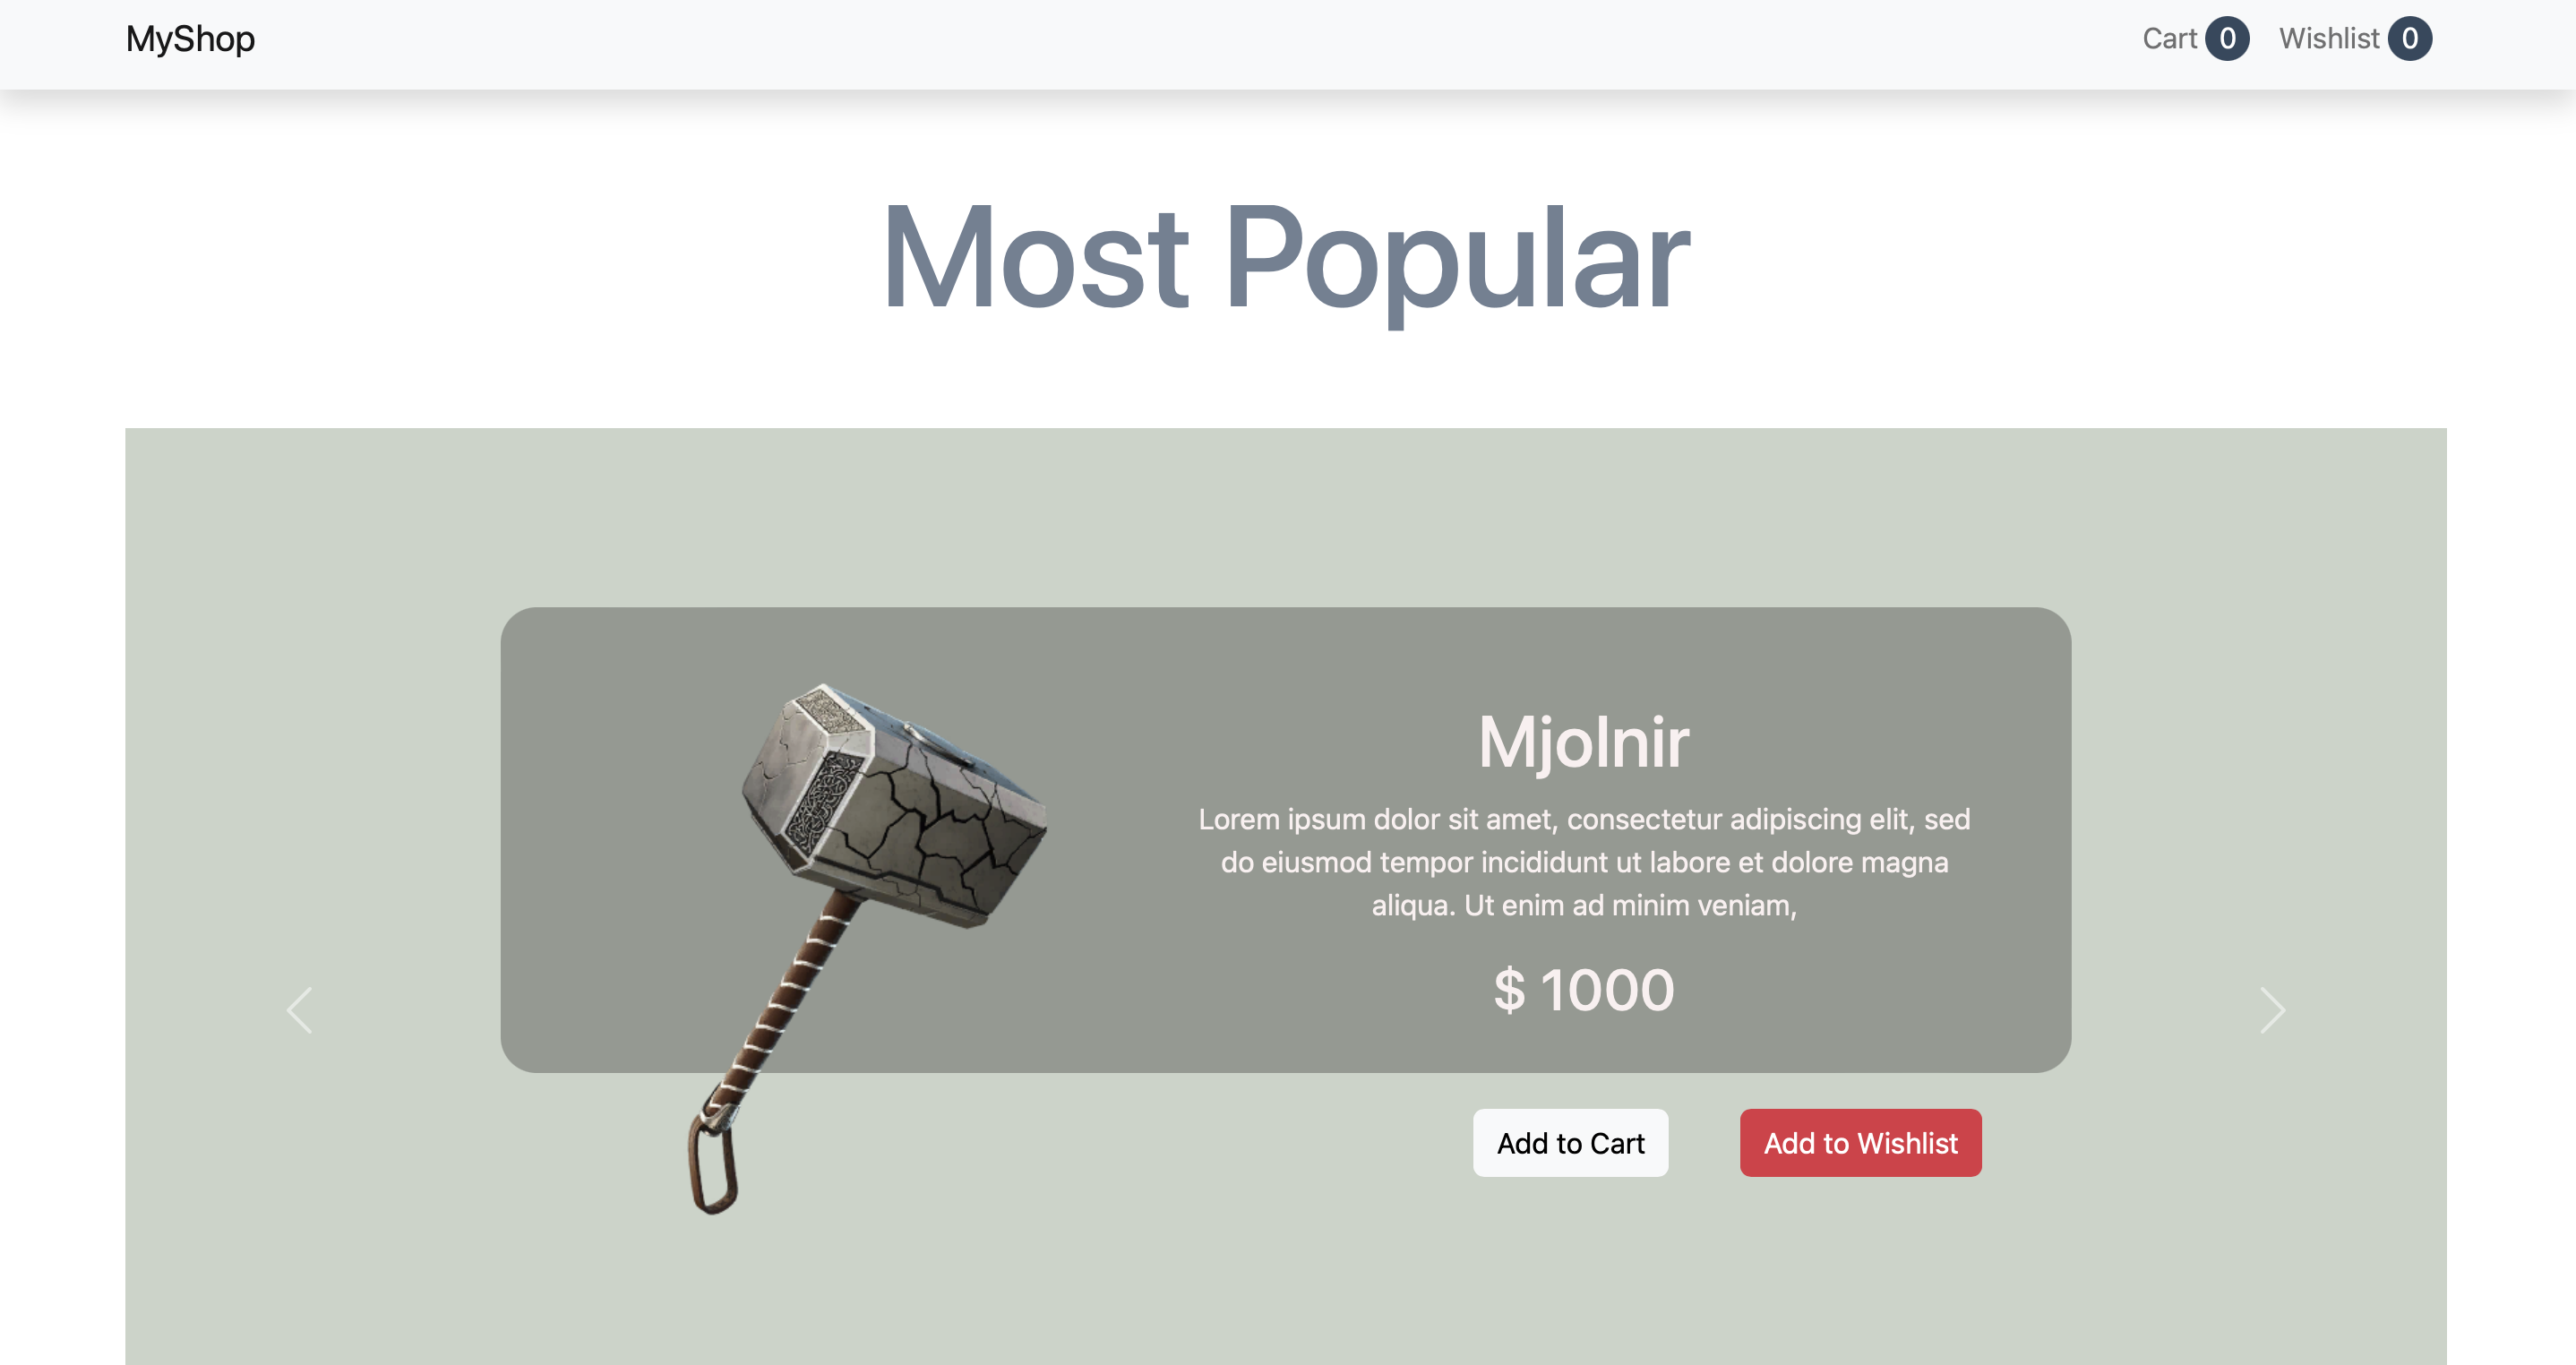 MyShop
Cart 0
Wishlist 0
Most Popular
Mjolnir
Lorem ipsum dolor sit amet, consectetur adipiscing elit, sed
do eiusmod tempor incididunt ut labore et dolore magna
aliqua. Ut enim ad minim veniam,
$ 1000
Add to Cart
Add to Wishlist